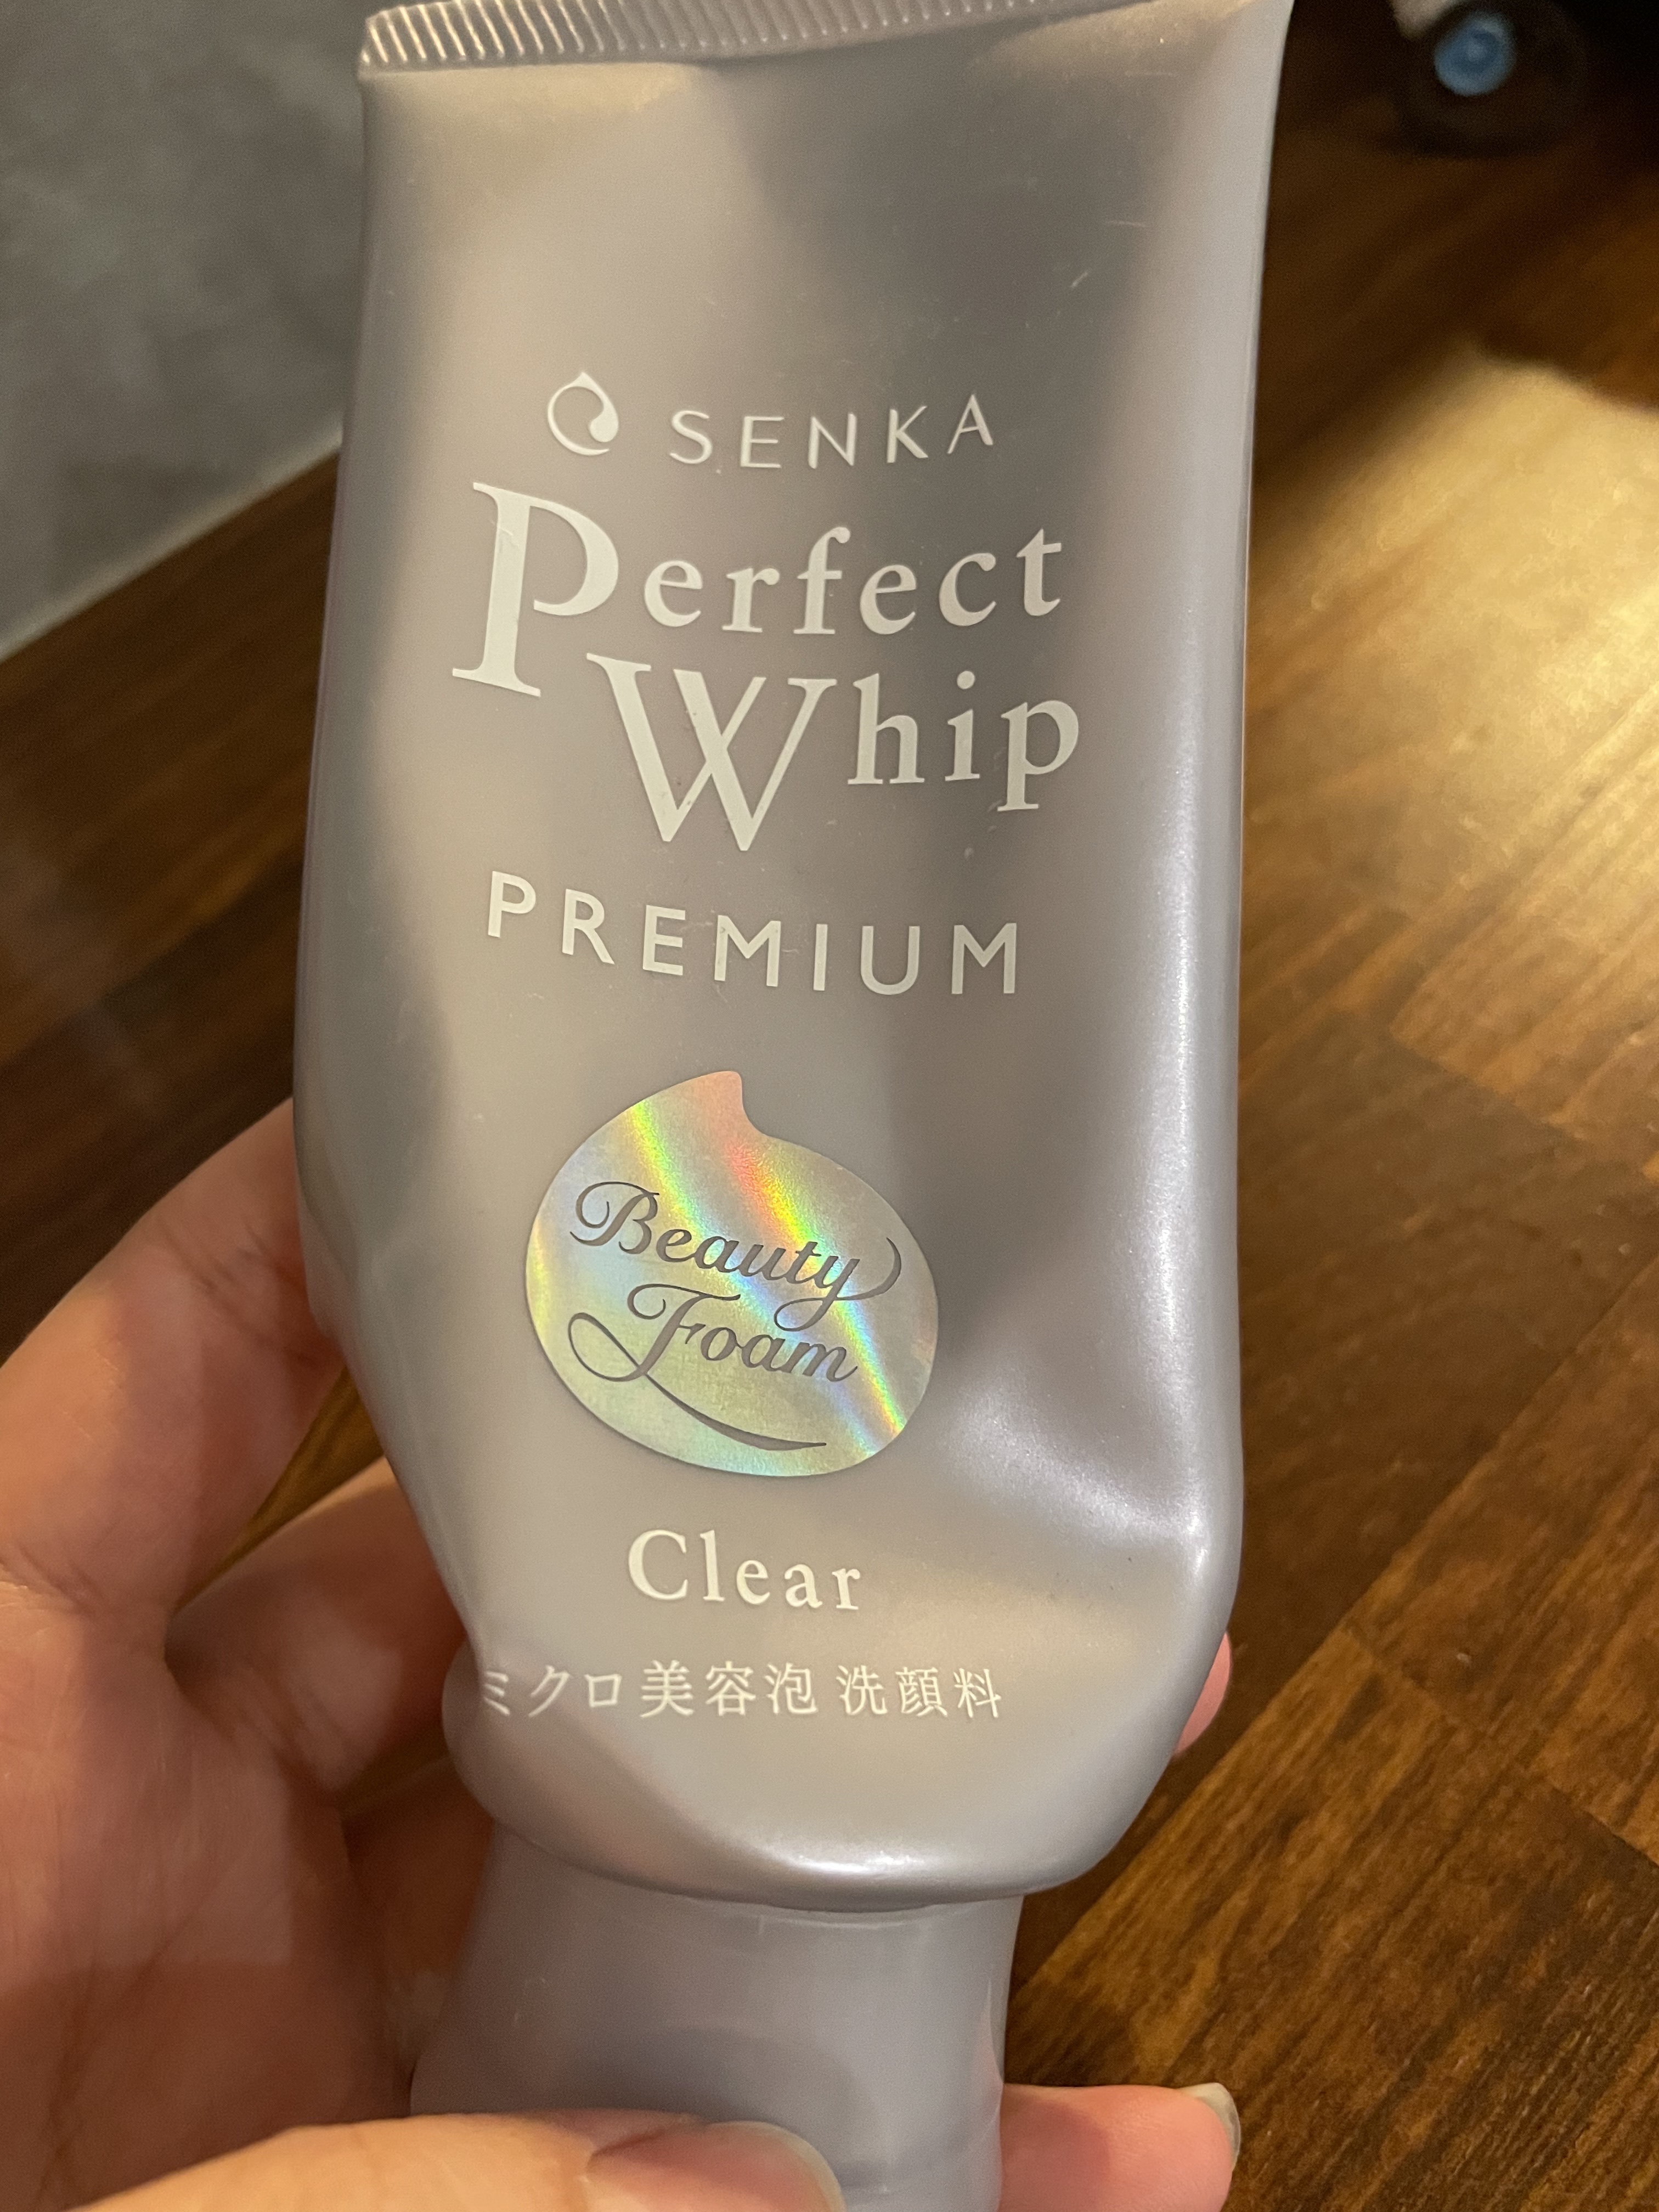 SENKA
Perfect
Whip
PREMIUM
Beauty
Foam
Clear
ミクロ美容泡 洗顔料